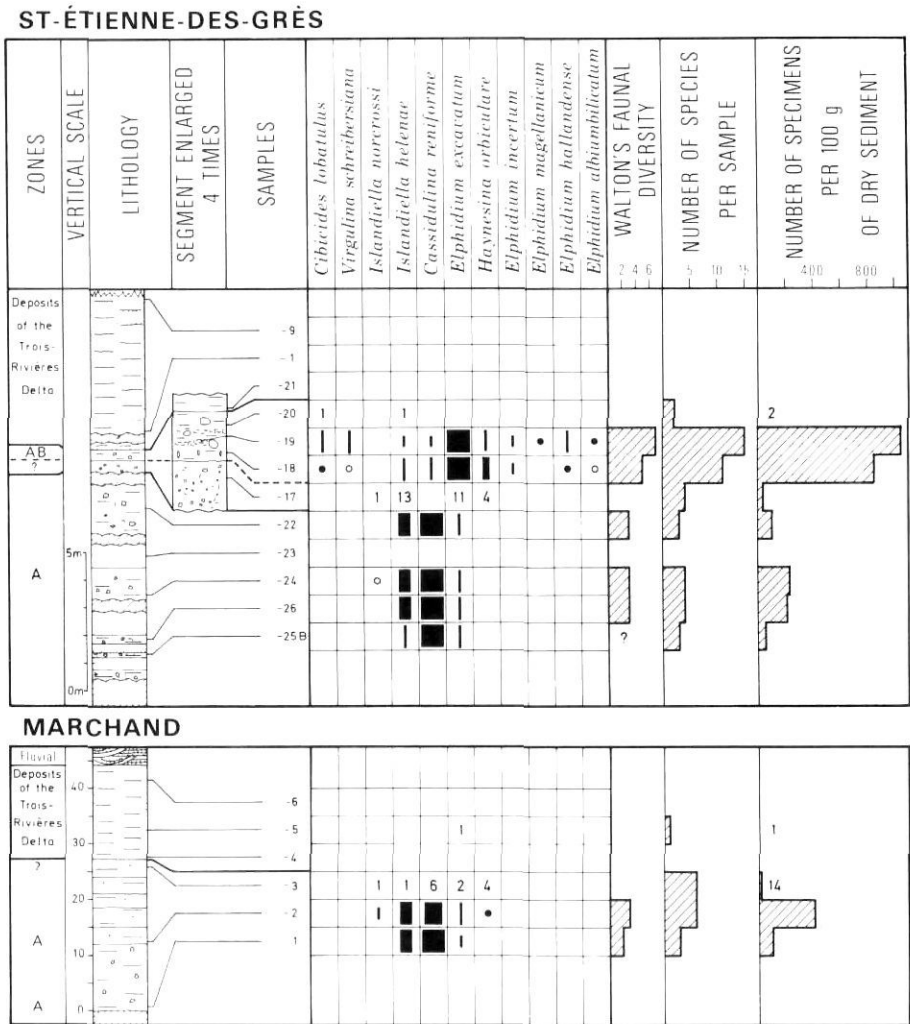 ST-ÉTIENNE-DES-GRÈS
ZONES
VERTICAL SCALE
LITHOLOGY
SEGMENT ENLARGED
4 TIMES
SAMPLES
Cibicides lobatulus
Virgulina schreibersiana
Islandiella norcrossi
Islandiella helenae
Cassidulina reniforme
Elphidium excavatum
Haynesina orbiculare
Elphidium incertum
Elphidium magellanicum
Elphidium hallandense
Elphidium albiumbilicatum
WALTON'S FAUNAL
DIVERSITY
2 4 6
NUMBER OF SPECIES
PER SAMPLE
5 10 15
NUMBER OF SPECIMENS
PER 100 g
OF DRY SEDIMENT
400 800
Deposits
of the
Trois-
Rivières
Delta
AB
?
A
5m
0m
-9
-1
-21
-20 1 1 2
-19
-18
-17 1 13 11 4
-22
-23
-24
-26
-25B ?
MARCHAND
Fluvial
Deposits
of the
Trois-
Rivières
Delta
?
A
A
40
30
20
10
0
-6
-5 1 1
-4
-3 1 1 6 2 4 14
-2
1